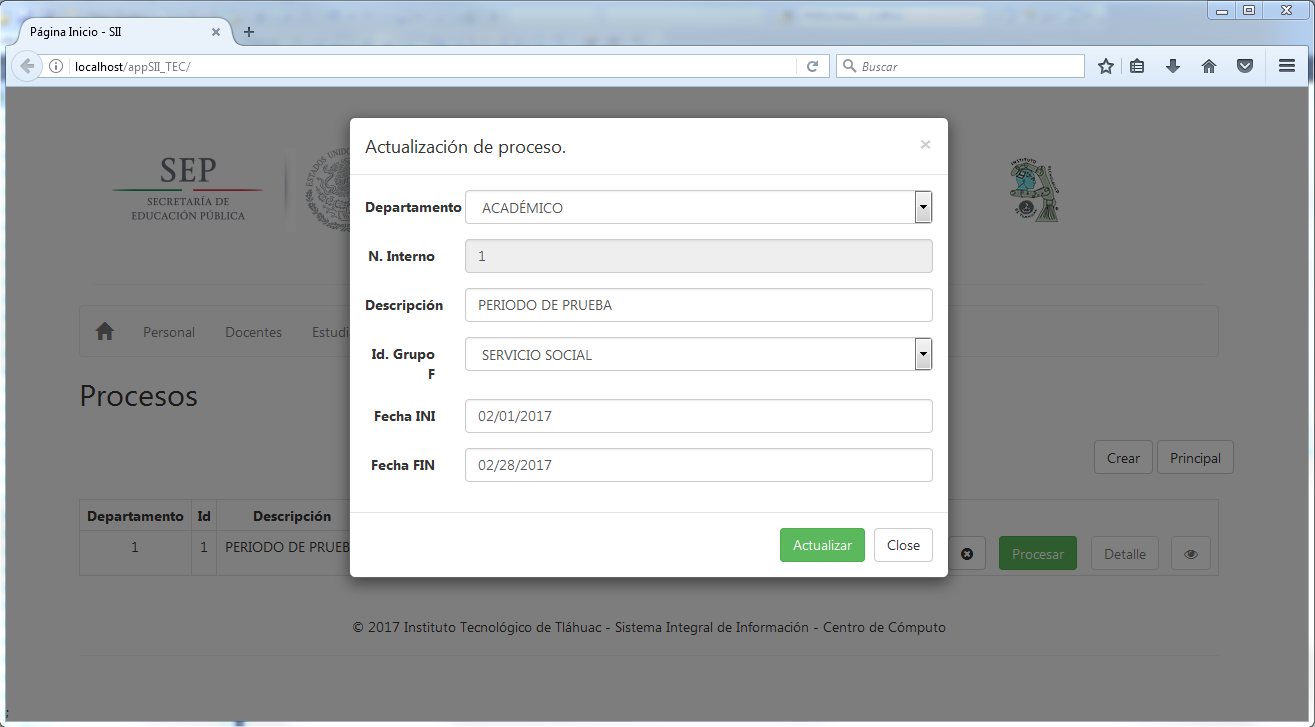 Página Inicio - SII
localhost/appSII_TEC/
Buscar
Actualización de proceso.
SEP
SECRETARÍA DE
EDUCACIÓN PÚBLICA
ESTADOS UNIDO
INSTITUTO
Departamento ACADÉMICO
N. Interno 1
Descripción PERIODO DE PRUEBA
Id. Grupo SERVICIO SOCIAL
F
Fecha INI 02/01/2017
Fecha FIN 02/28/2017
Actualizar Close
Personal Docentes Estudi
Procesos
Crear Principal
Departamento Id Descripción
1 1 PERIODO DE PRUEB
Procesar Detalle
© 2017 Instituto Tecnológico de Tláhuac - Sistema Integral de Información - Centro de Cómputo
;